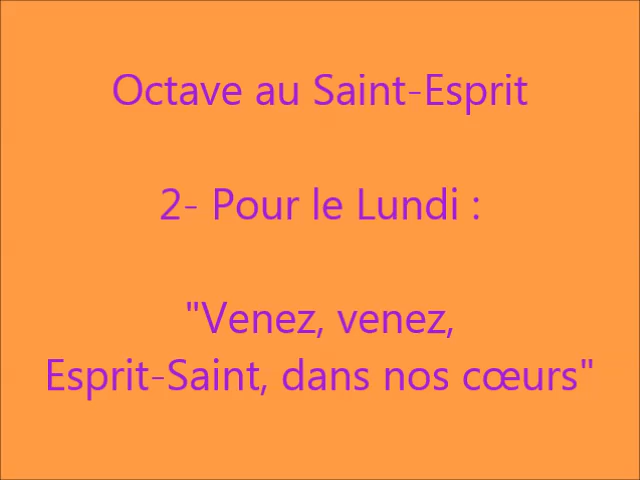 Octave au Saint-Esprit
2- Pour le Lundi :
"Venez, venez,
Esprit-Saint, dans nos cœurs"